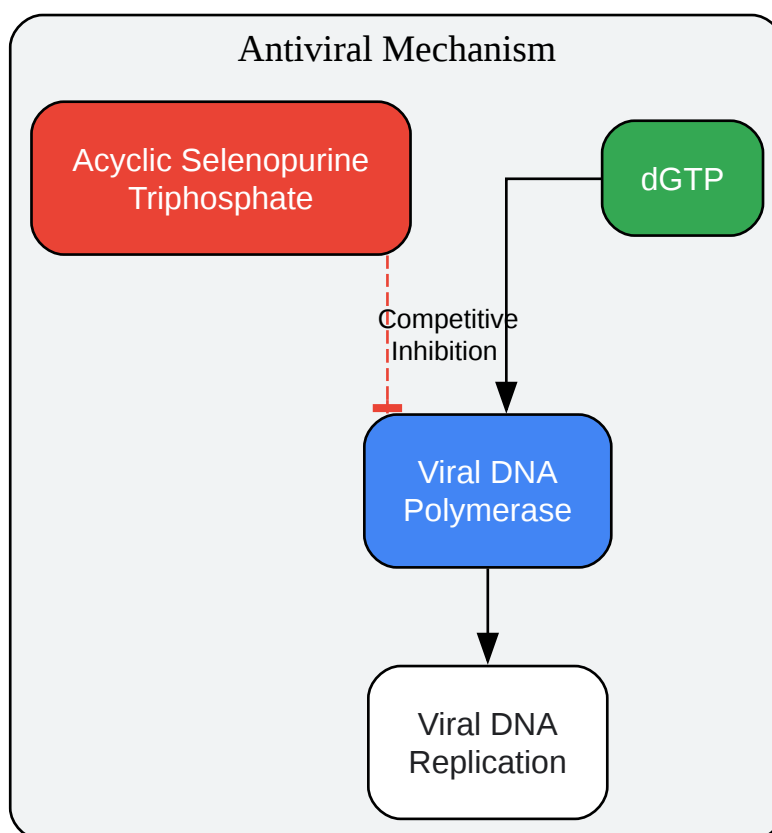 Antiviral Mechanism
Acyclic Selenopurine
Triphosphate
dGTP
Competitive
Inhibition
Viral DNA
Polymerase
Viral DNA
Replication